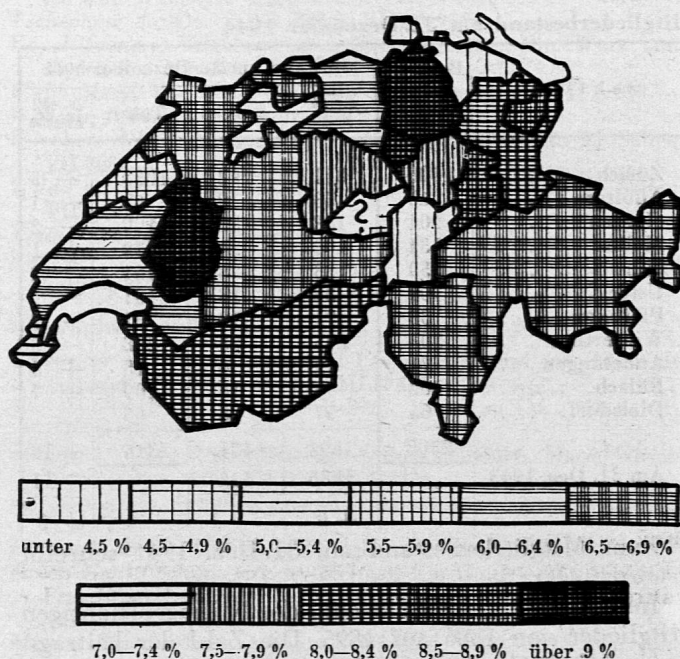 ?
unter 4,5 % 4,5—4,9 % 5,0—5,4 % 5,5—5,9 % 6,0—6,4 % 6,5—6,9 %
7,0—7,4 % 7,5—7,9 % 8,0—8,4 % 8,5—8,9 % über 9 %